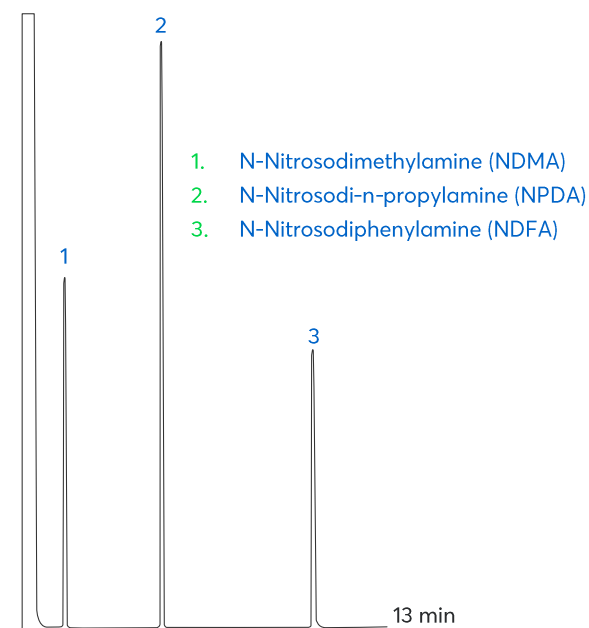 2
1. N-Nitrosodimethylamine (NDMA)
2. N-Nitrosodi-n-propylamine (NPDA)
3. N-Nitrosodiphenylamine (NDFA)
1
3
13 min